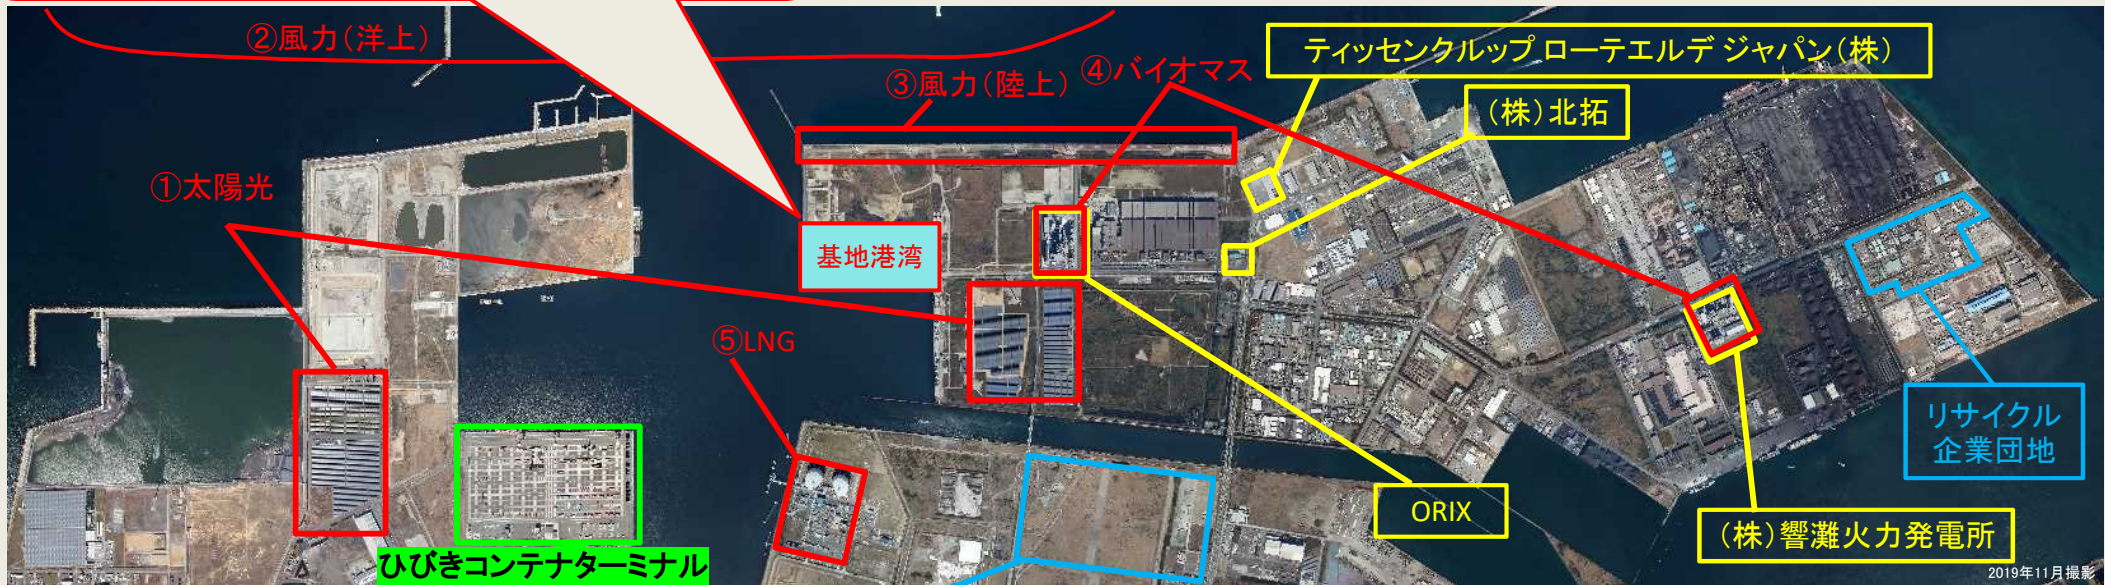 ②風力(洋上)
③風力(陸上)
④バイオマス
ティッセンクルップ ローテエルデ ジャパン(株)
(株)北拓
①太陽光
基地港湾
⑤LNG
リサイクル
企業団地
ORIX
(株)響灘火力発電所
ひびきコンテナターミナル
2019年11月撮影